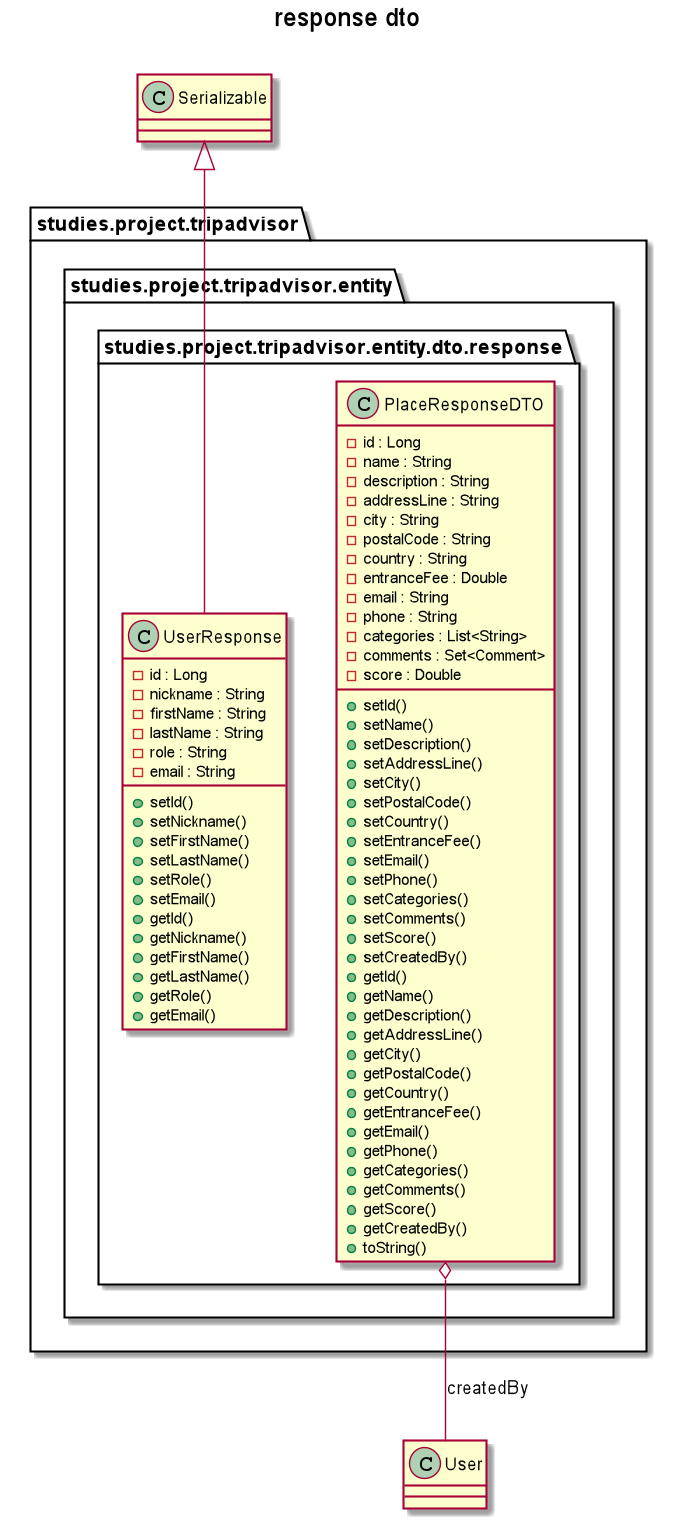 response dto
C Serializable
studies.project.tripadvisor
studies.project.tripadvisor.entity
studies.project.tripadvisor.entity.dto.response
C PlaceResponseDTO
id : Long
name : String
description : String
addressLine : String
city : String
postalCode : String
country : String
entranceFee : Double
email : String
phone : String
categories : List<String>
comments : Set<Comment>
score : Double
setId()
setName()
setDescription()
setAddressLine()
setCity()
setPostalCode()
setCountry()
setEntranceFee()
setEmail()
setPhone()
setCategories()
setComments()
setScore()
setCreatedBy()
getId()
getName()
getDescription()
getAddressLine()
getCity()
getPostalCode()
getCountry()
getEntranceFee()
getEmail()
getPhone()
getCategories()
getComments()
getScore()
getCreatedBy()
toString()
C UserResponse
id : Long
nickname : String
firstName : String
lastName : String
role : String
email : String
setId()
setNickname()
setFirstName()
setLastName()
setRole()
setEmail()
getId()
getNickname()
getFirstName()
getLastName()
getRole()
getEmail()
createdBy
C User